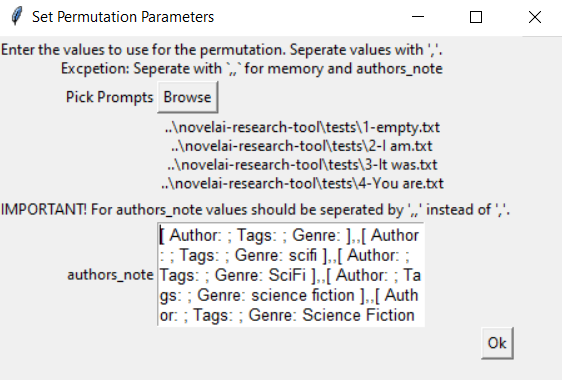 Set Permutation Parameters
Enter the values to use for the permutation. Seperate values with ','.
Excpetion: Seperate with `,,` for memory and authors_note
Pick Prompts Browse
..\novelai-research-tool\tests\1-empty.txt
..\novelai-research-tool\tests\2-I am.txt
..\novelai-research-tool\tests\3-It was.txt
..\novelai-research-tool\tests\4-You are.txt
IMPORTANT! For authors_note values should be seperated by ',,' instead of ','.
authors_note
[ Author: ; Tags: ; Genre: ],,[ Author
: ; Tags: ; Genre: scifi ],,[ Author: ;
Tags: ; Genre: SciFi ],,[ Author: ; Ta
gs: ; Genre: science fiction ],,[ Auth
or: ; Tags: ; Genre: Science Fiction
Ok